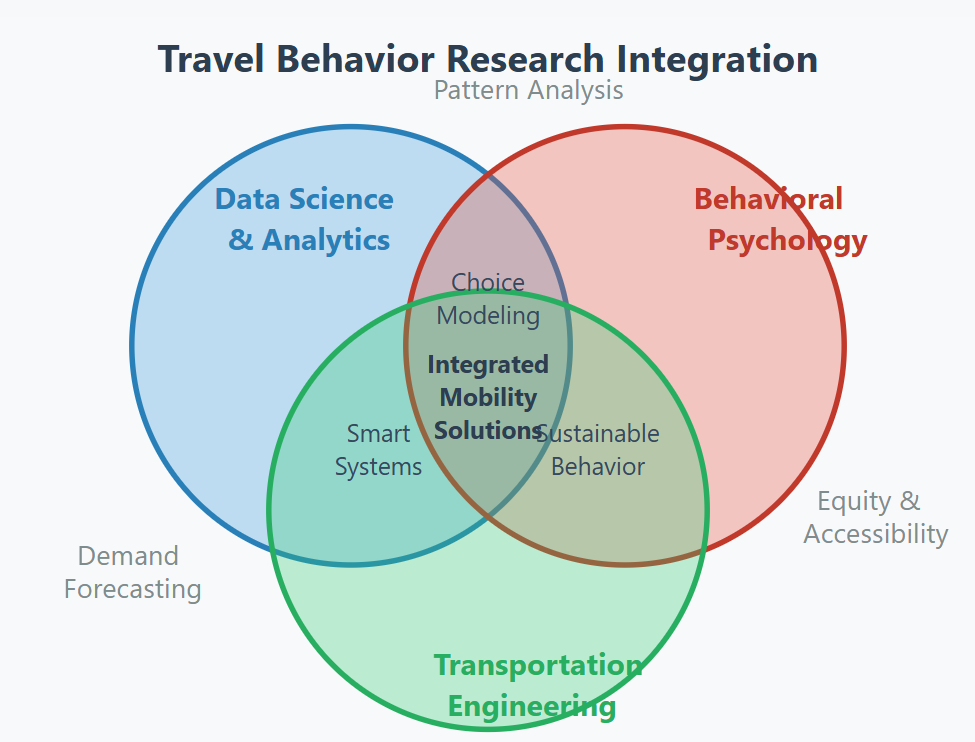 Travel Behavior Research Integration
Pattern Analysis
Data Science
& Analytics
Behavioral
Psychology
Choice
Modeling
Integrated
Mobility
Solutions
Smart
Systems
Sustainable
Behavior
Equity &
Accessibility
Demand
Forecasting
Transportation
Engineering